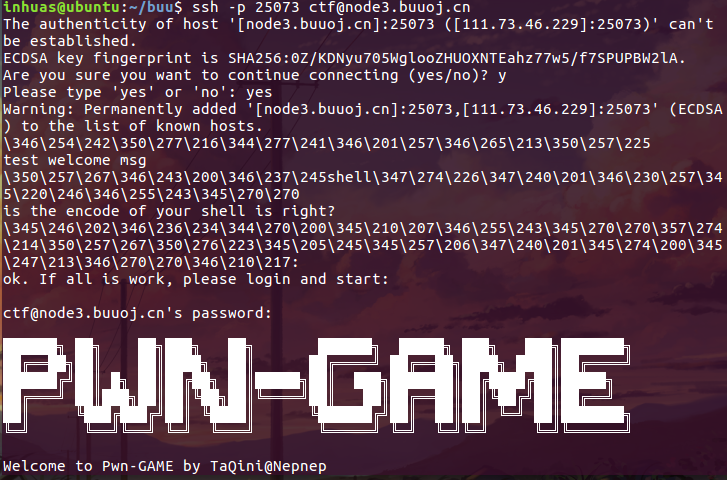 inhuas@ubuntu:~/buu$ ssh -p 25073 ctf@node3.buuoj.cn
The authenticity of host '[node3.buuoj.cn]:25073 ([111.73.46.229]:25073)' can't
be established.
ECDSA key fingerprint is SHA256:0Z/KDNyu705WglooZHUOXNTEahz77w5/f7SPUPBW2lA.
Are you sure you want to continue connecting (yes/no)? y
Please type 'yes' or 'no': yes
Warning: Permanently added '[node3.buuoj.cn]:25073,[111.73.46.229]:25073' (ECDSA
) to the list of known hosts.
\346\254\242\350\277\216\344\277\241\346\201\257\346\265\213\350\257\225
test welcome msg
\350\257\267\346\243\200\346\237\245shell\347\274\226\347\240\201\346\230\257\34
5\220\246\346\255\243\345\270\270
is the encode of your shell is right?
\345\246\202\346\236\234\344\270\200\345\210\207\346\255\243\345\270\270\357\274
\214\350\257\267\350\276\223\345\205\245\345\257\206\347\240\201\345\274\200\345
\247\213\346\270\270\346\210\217:
ok. If all is work, please login and start:
ctf@node3.buuoj.cn's password:
PWN-GAME
Welcome to Pwn-GAME by TaQini@Nepnep